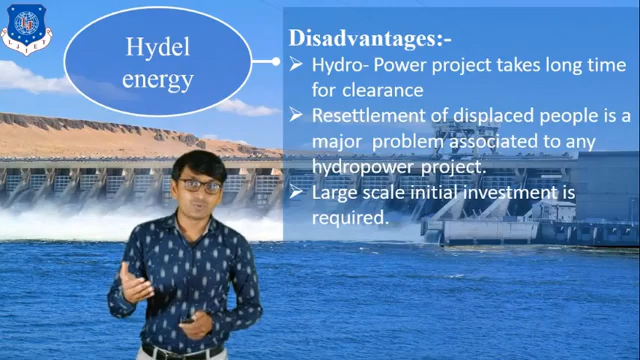 Hydel
energy
Disadvantages:-
Hydro- Power project takes long time
for clearance
Resettlement of displaced people is a
major problem associated to any
hydropower project.
Large scale initial investment is
required.